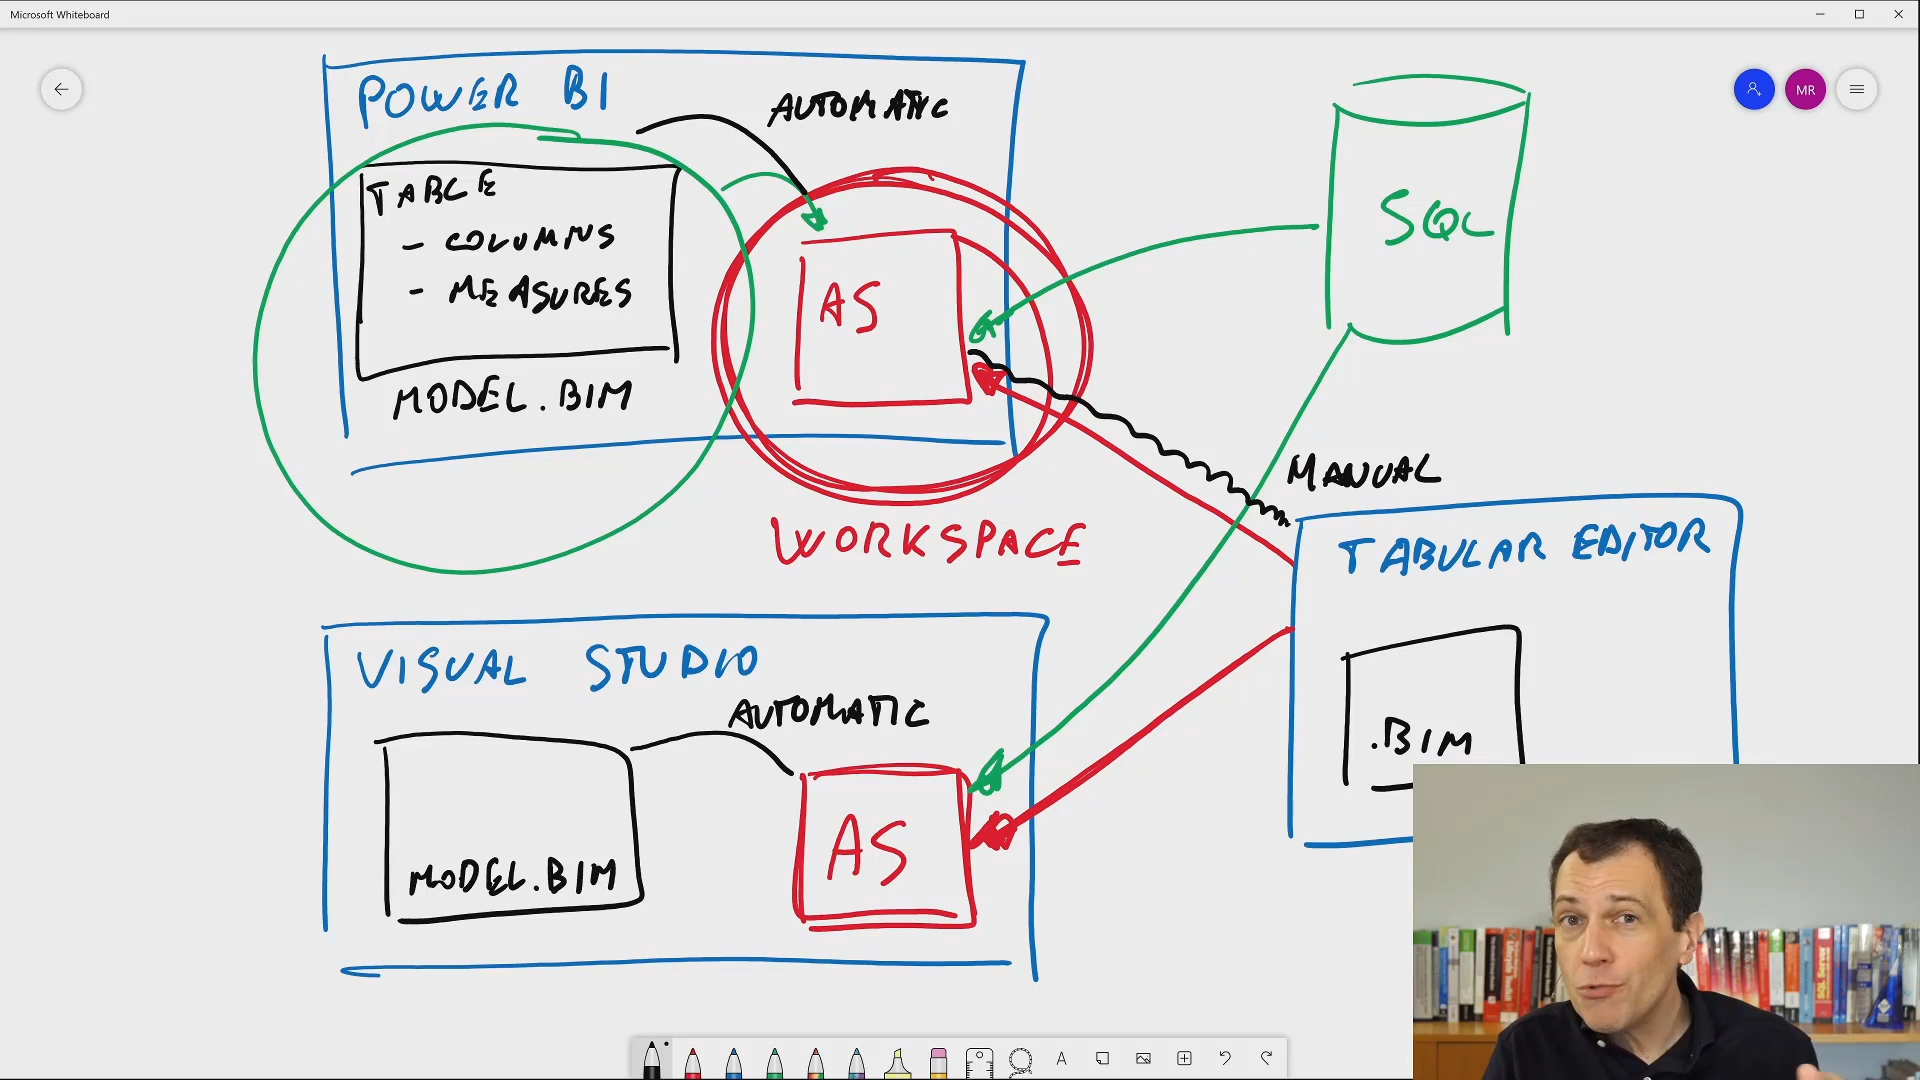 Microsoft Whiteboard
MR
POWER BI
AUTOMATIC
TABLE
- COLUMNS
- MEASURES
MODEL.BIM
AS
SQL
WORKSPACE
MANUAL
TABULAR EDITOR
.BIM
VISUAL STUDIO
AUTOMATIC
MODEL.BIM
AS
A